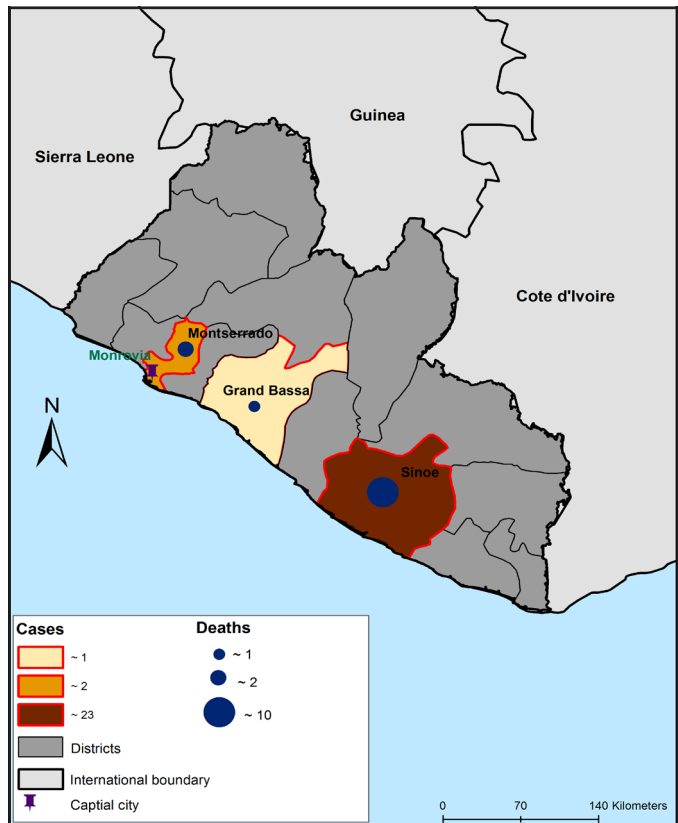 Guinea
Sierra Leone
Cote d'Ivoire
Montserrado
Monrovia
Grand Bassa
N
Sinoe
Cases
~ 1
~ 2
~ 23
Districts
International boundary
Captial city
Deaths
~ 1
~ 2
~ 10
0 70 140 Kilometers